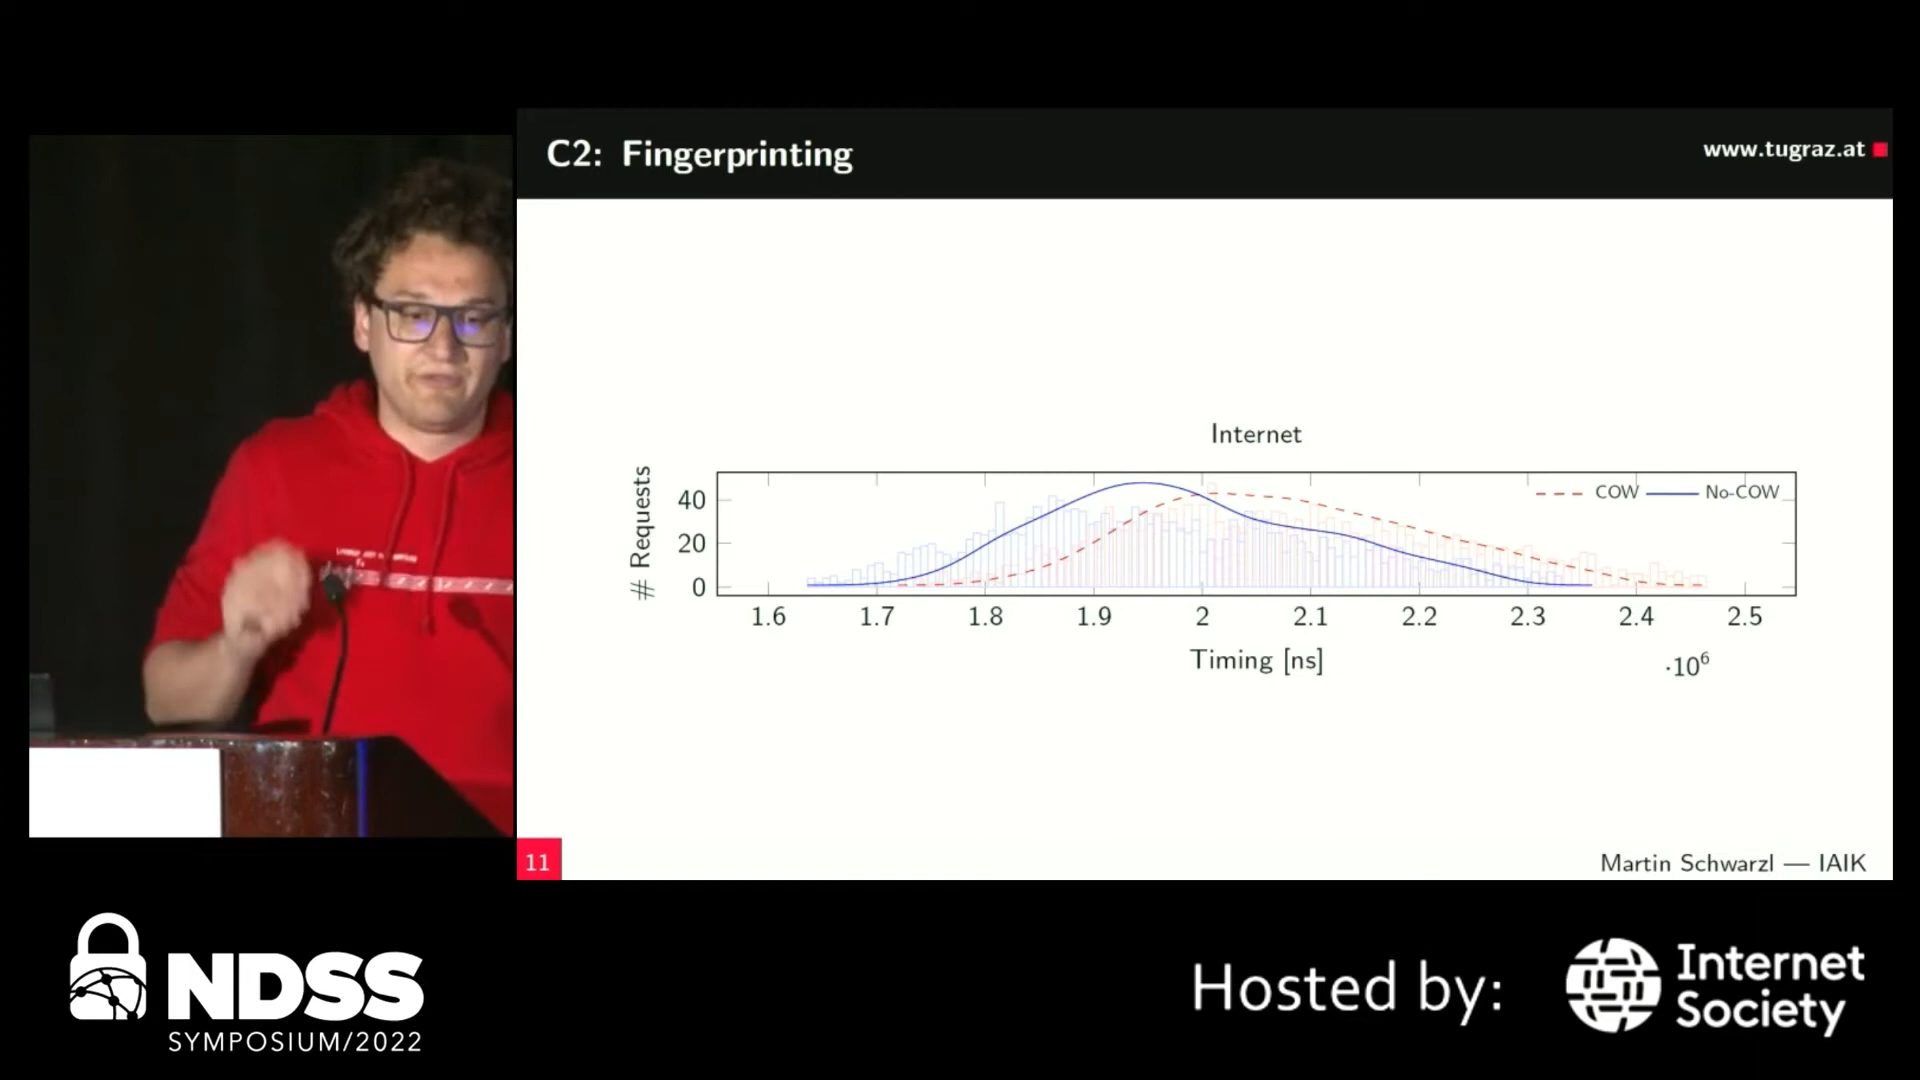 C2: Fingerprinting
www.tugraz.at
Internet
# Requests
40
20
0
COW
No-COW
1.6 1.7 1.8 1.9 2 2.1 2.2 2.3 2.4 2.5
Timing [ns]
·10⁶
11
Martin Schwarzl — IAIK
NDSS
SYMPOSIUM/2022
Hosted by:
Internet
Society